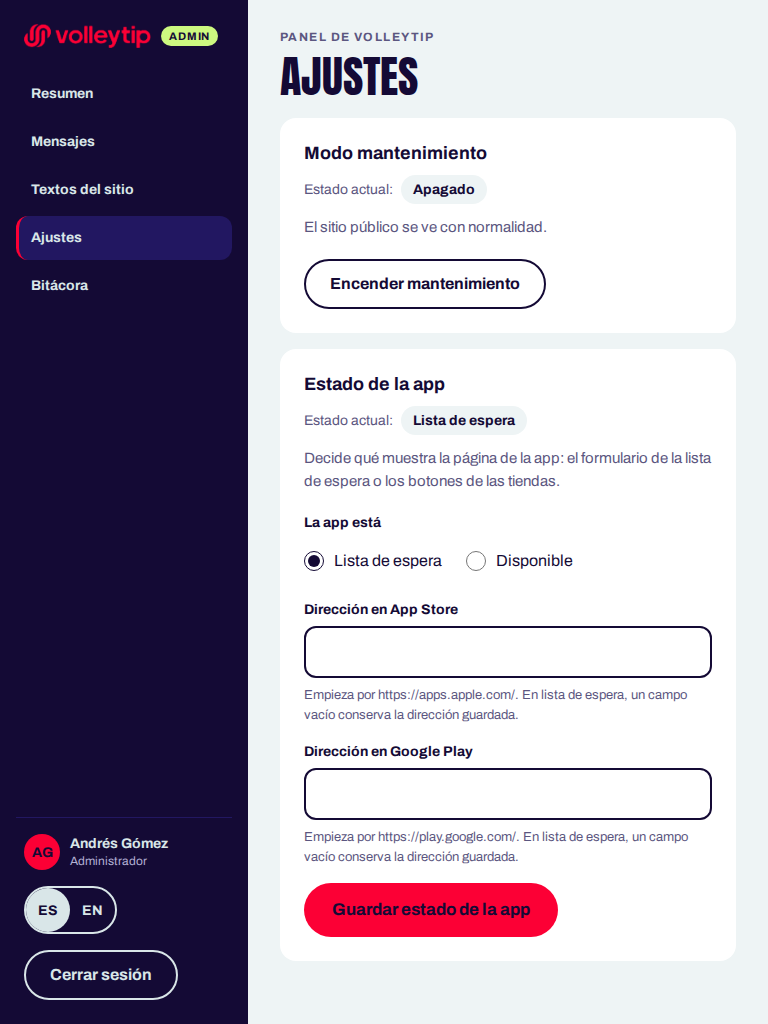 volleytip ADMIN
Resumen
Mensajes
Textos del sitio
Ajustes
Bitácora
AG
Andrés Gómez
Administrador
ES EN
Cerrar sesión
PANEL DE VOLLEYTIP
AJUSTES
Modo mantenimiento
Estado actual: Apagado
El sitio público se ve con normalidad.
Encender mantenimiento
Estado de la app
Estado actual: Lista de espera
Decide qué muestra la página de la app: el formulario de la lista
de espera o los botones de las tiendas.
La app está
Lista de espera Disponible
Dirección en App Store
Empieza por https://apps.apple.com/. En lista de espera, un campo
vacío conserva la dirección guardada.
Dirección en Google Play
Empieza por https://play.google.com/. En lista de espera, un campo
vacío conserva la dirección guardada.
Guardar estado de la app